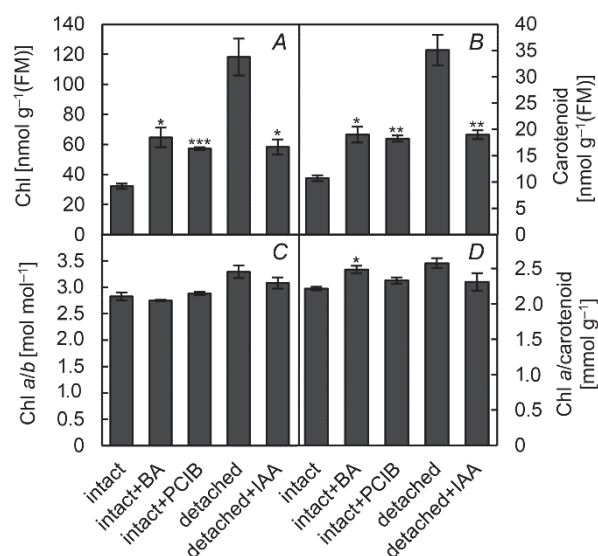 Chl [nmol g⁻¹(FM)]
140
120
100
80
60
40
20
0
A
*
***
*
B
*
**
**
40
35
30
25
20
15
10
5
0
Carotenoid
[nmol g⁻¹(FM)]
Chl a/b [mol mol⁻¹]
3.5
3.0
2.5
2.0
1.5
1.0
0.5
0
C
D
*
2.5
2.0
1.5
1.0
0.5
0
Chl a/carotenoid
[mmol g⁻¹]
intact
intact+BA
intact+PCIB
detached
detached+IAA
intact
intact+BA
intact+PCIB
detached
detached+IAA